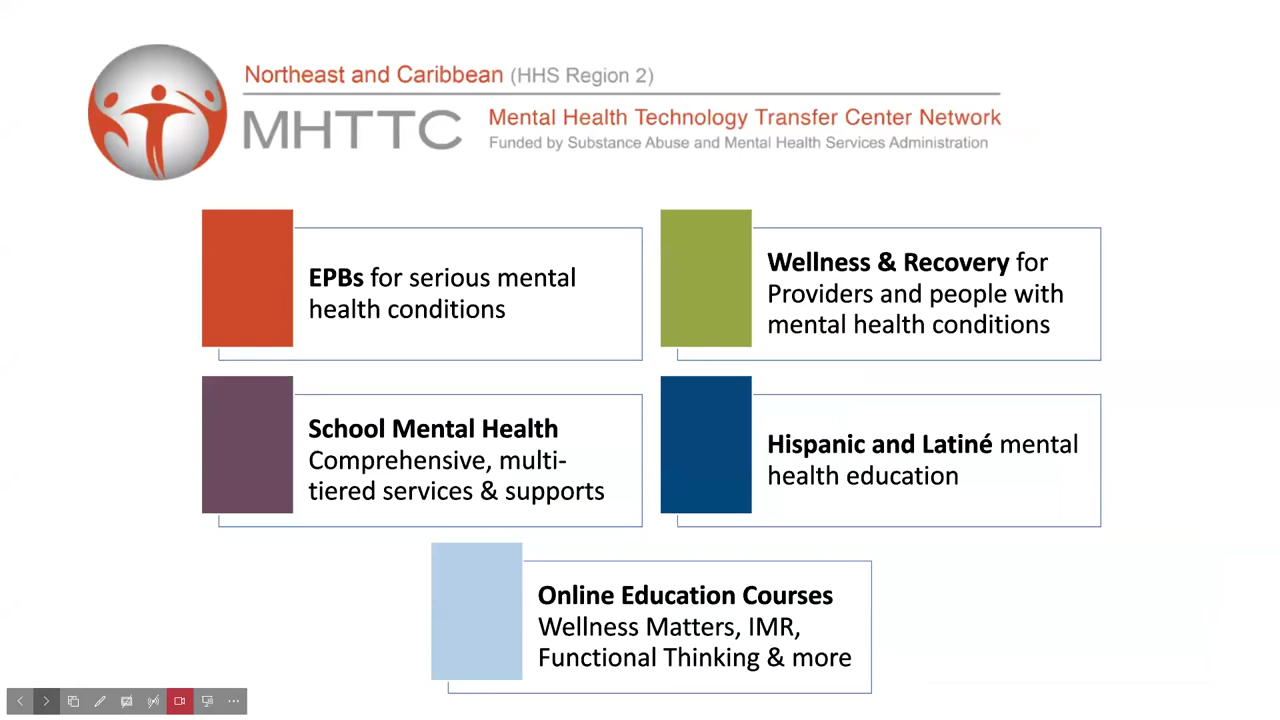 Northeast and Caribbean (HHS Region 2)
MHTTC
Mental Health Technology Transfer Center Network
Funded by Substance Abuse and Mental Health Services Administration
EPBs for serious mental
health conditions
Wellness & Recovery for
Providers and people with
mental health conditions
School Mental Health
Comprehensive, multi-
tiered services & supports
Hispanic and Latiné mental
health education
Online Education Courses
Wellness Matters, IMR,
Functional Thinking & more